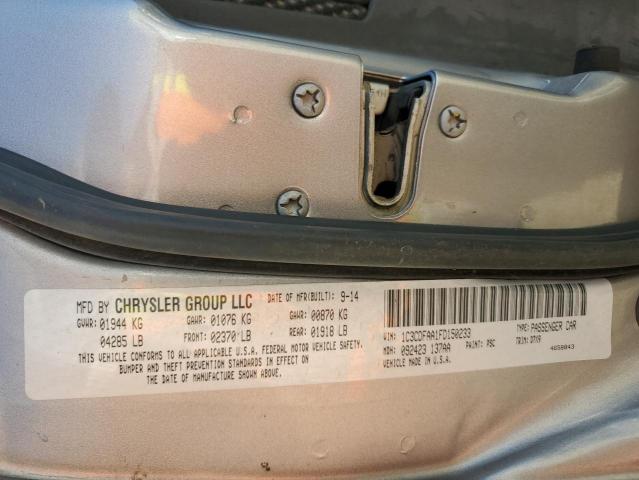 MFD BY CHRYSLER GROUP LLC DATE OF MFR(BUILT): 9-14
GVWR: 01944 KG GAWR: 01076 KG GAWR: 00870 KG
04285 LB FRONT: 02370 LB REAR: 01918 LB
THIS VEHICLE CONFORMS TO ALL APPLICABLE U.S.A. FEDERAL MOTOR VEHICLE SAFETY,
BUMPER AND THEFT PREVENTION STANDARDS IN EFFECT ON
THE DATE OF MANUFACTURE SHOWN ABOVE.
VIN: 1C3CDFAA1FD150233 TYPE: PASSENGER CAR
MDH: 092423 137AA PAINT: PSC TRIM: D7X9
VEHICLE MADE IN U.S.A. 4658043